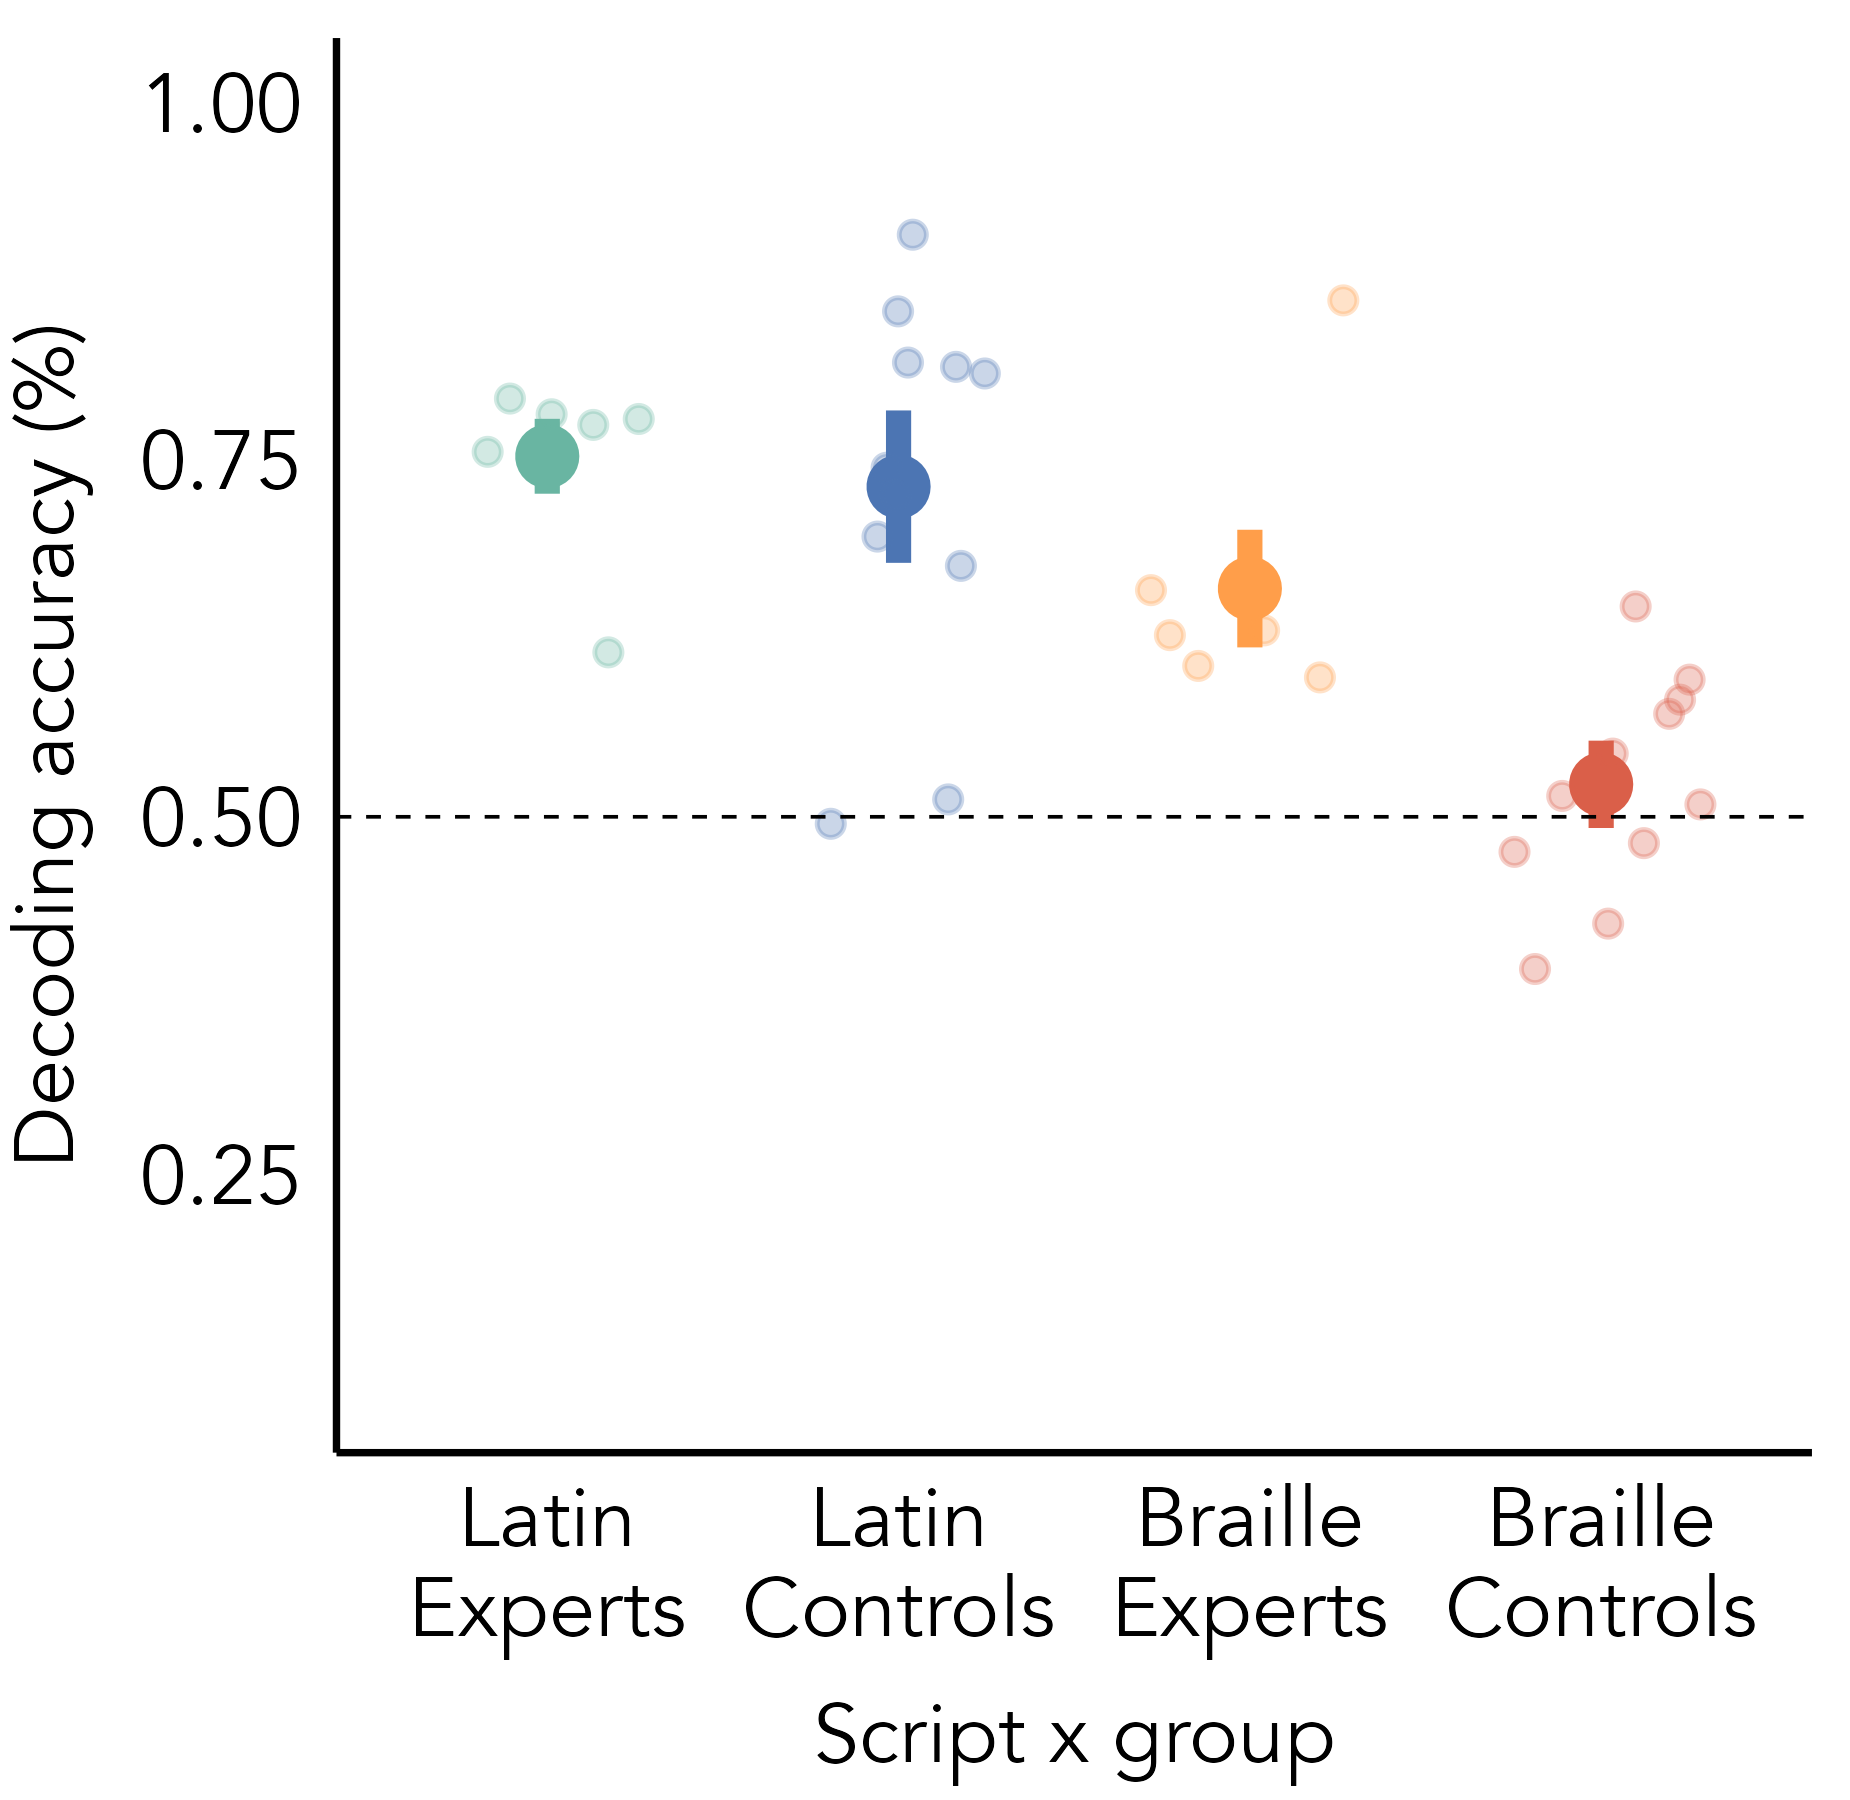 1.00
0.75
0.50
0.25
Decoding accuracy (%)
Latin Experts
Latin Controls
Braille Experts
Braille Controls
Script x group